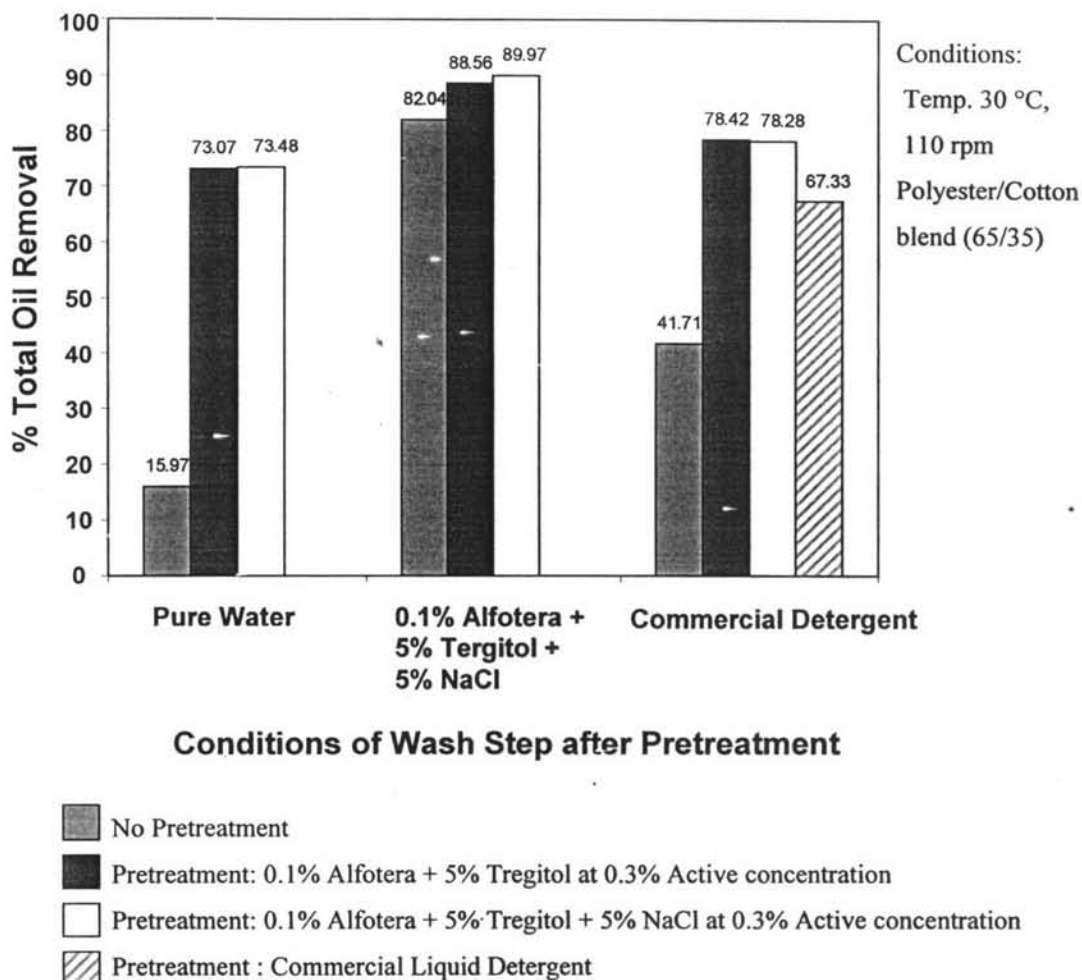 100
90
80
70
60
50
40
30
20
10
0
% Total Oil Removal
15.97
73.07
73.48
82.04
88.56
89.97
41.71
78.42
78.28
67.33
Conditions:
Temp. 30 °C,
110 rpm
Polyester/Cotton
blend (65/35)
Pure Water
0.1% Alfotera +
5% Tergitol +
5% NaCl
Commercial Detergent
Conditions of Wash Step after Pretreatment
No Pretreatment
Pretreatment: 0.1% Alfotera + 5% Tregitol at 0.3% Active concentration
Pretreatment: 0.1% Alfotera + 5% Tregitol + 5% NaCl at 0.3% Active concentration
Pretreatment : Commercial Liquid Detergent